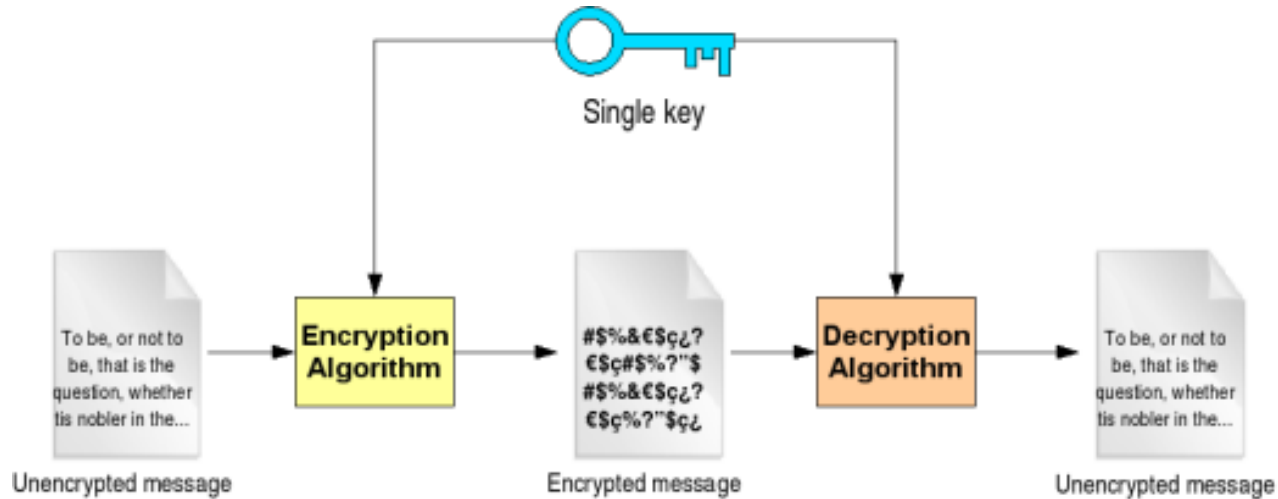 Single key
To be, or not to
be, that is the
question, whether
tis nobler in the...
Unencrypted message
Encryption
Algorithm
#$%&€$ç¿?
€$ç#$%?"$
#$%&€$ç¿?
€$ç%?"$ç¿
Encrypted message
Decryption
Algorithm
To be, or not to
be, that is the
question, whether
tis nobler in the...
Unencrypted message